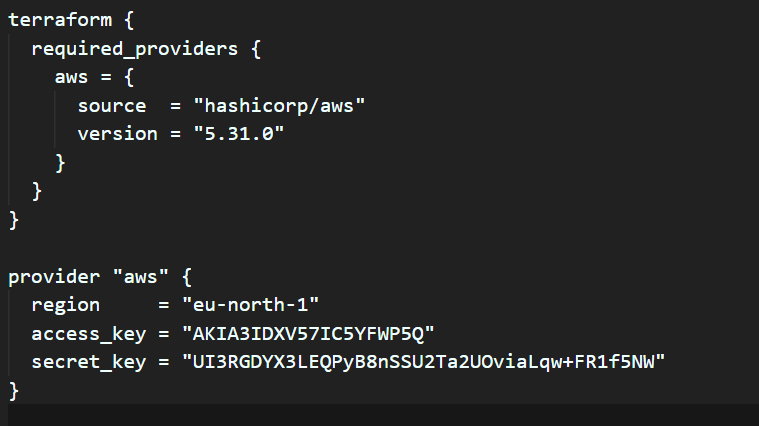 terraform {
  required_providers {
    aws = {
      source  = "hashicorp/aws"
      version = "5.31.0"
    }
  }
}
provider "aws" {
  region     = "eu-north-1"
  access_key = "AKIA3IDXV57IC5YFWP5Q"
  secret_key = "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"
}